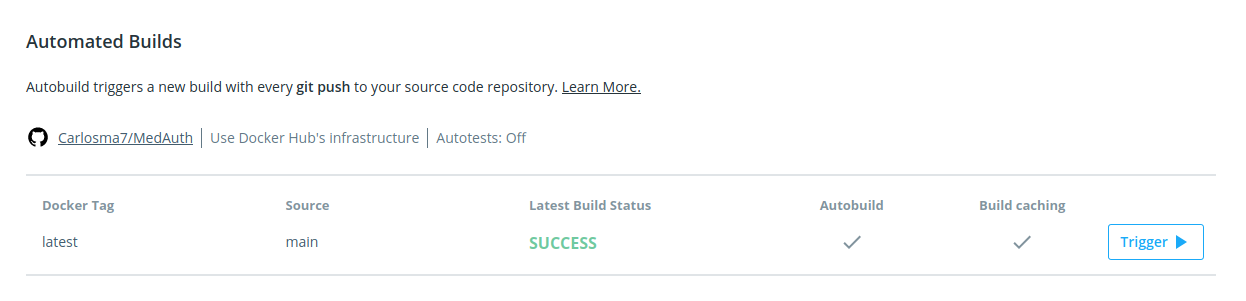 Automated Builds
Autobuild triggers a new build with every git push to your source code repository. Learn More.
Carlosma7/MedAuth Use Docker Hub's infrastructure Autotests: Off
Docker Tag Source Latest Build Status Autobuild Build caching
latest main SUCCESS Trigger